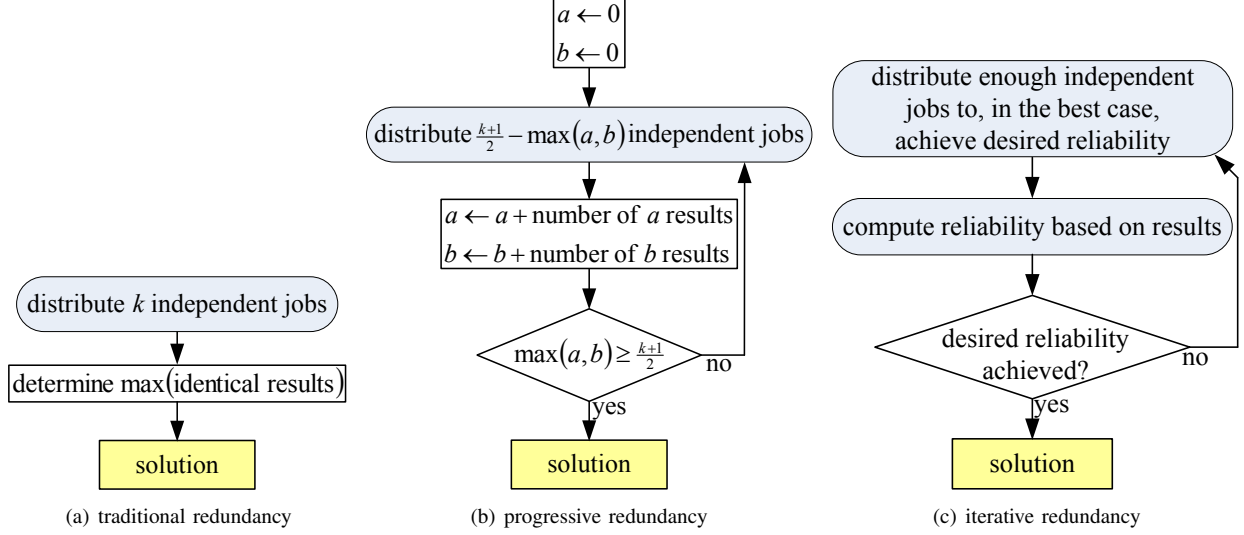 distribute k independent jobs
determine max(identical results)
solution
(a) traditional redundancy
a ← 0
b ← 0
distribute k+1/2 − max(a, b) independent jobs
a ← a + number of a results
b ← b + number of b results
max(a, b) ≥ k+1/2
no
yes
solution
(b) progressive redundancy
distribute enough independent
jobs to, in the best case,
achieve desired reliability
compute reliability based on results
desired reliability
achieved?
no
yes
solution
(c) iterative redundancy